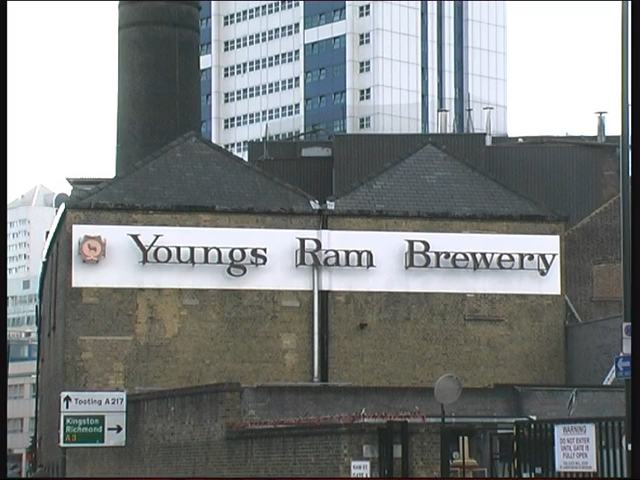 Youngs Ram Brewery
Tooting A217
Kingston
Richmond
A3
WARNING
DO NOT ENTER
UNTIL GATE IS
FULLY OPEN